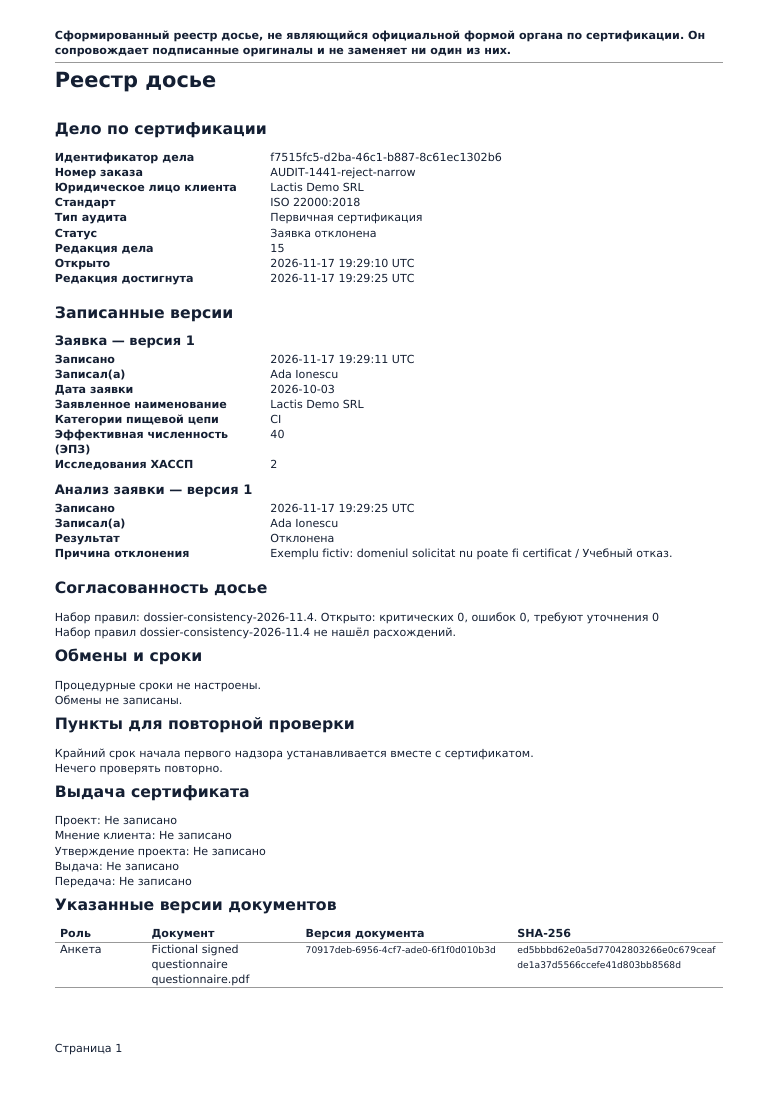 Сформированный реестр досье, не являющийся официальной формой органа по сертификации. Он
сопровождает подписанные оригиналы и не заменяет ни один из них.
Реестр досье
Дело по сертификации
Идентификатор дела f7515fc5-d2ba-46c1-b887-8c61ec1302b6
Номер заказа AUDIT-1441-reject-narrow
Юридическое лицо клиента Lactis Demo SRL
Стандарт ISO 22000:2018
Тип аудита Первичная сертификация
Статус Заявка отклонена
Редакция дела 15
Открыто 2026-11-17 19:29:10 UTC
Редакция достигнута 2026-11-17 19:29:25 UTC
Записанные версии
Заявка — версия 1
Записано 2026-11-17 19:29:11 UTC
Записал(а) Ada Ionescu
Дата заявки 2026-10-03
Заявленное наименование Lactis Demo SRL
Категории пищевой цепи CI
Эффективная численность 40
(ЭПЗ)
Исследования ХАССП 2
Анализ заявки — версия 1
Записано 2026-11-17 19:29:25 UTC
Записал(а) Ada Ionescu
Результат Отклонена
Причина отклонения Exemplu fictiv: domeniul solicitat nu poate fi certificat / Учебный отказ.
Согласованность досье
Набор правил: dossier-consistency-2026-11.4. Открыто: критических 0, ошибок 0, требуют уточнения 0
Набор правил dossier-consistency-2026-11.4 не нашёл расхождений.
Обмены и сроки
Процедурные сроки не настроены.
Обмены не записаны.
Пункты для повторной проверки
Крайний срок начала первого надзора устанавливается вместе с сертификатом.
Нечего проверять повторно.
Выдача сертификата
Проект: Не записано
Мнение клиента: Не записано
Утверждение проекта: Не записано
Выдача: Не записано
Передача: Не записано
Указанные версии документов
Роль Документ Версия документа SHA-256
Анкета Fictional signed 70917deb-6956-4cf7-ade0-6f1f0d010b3d ed5bbbd62e0a5d77042803266e0c679ceaf
questionnaire de1a37d5566ccefe41d803bb8568d
questionnaire.pdf
Страница 1